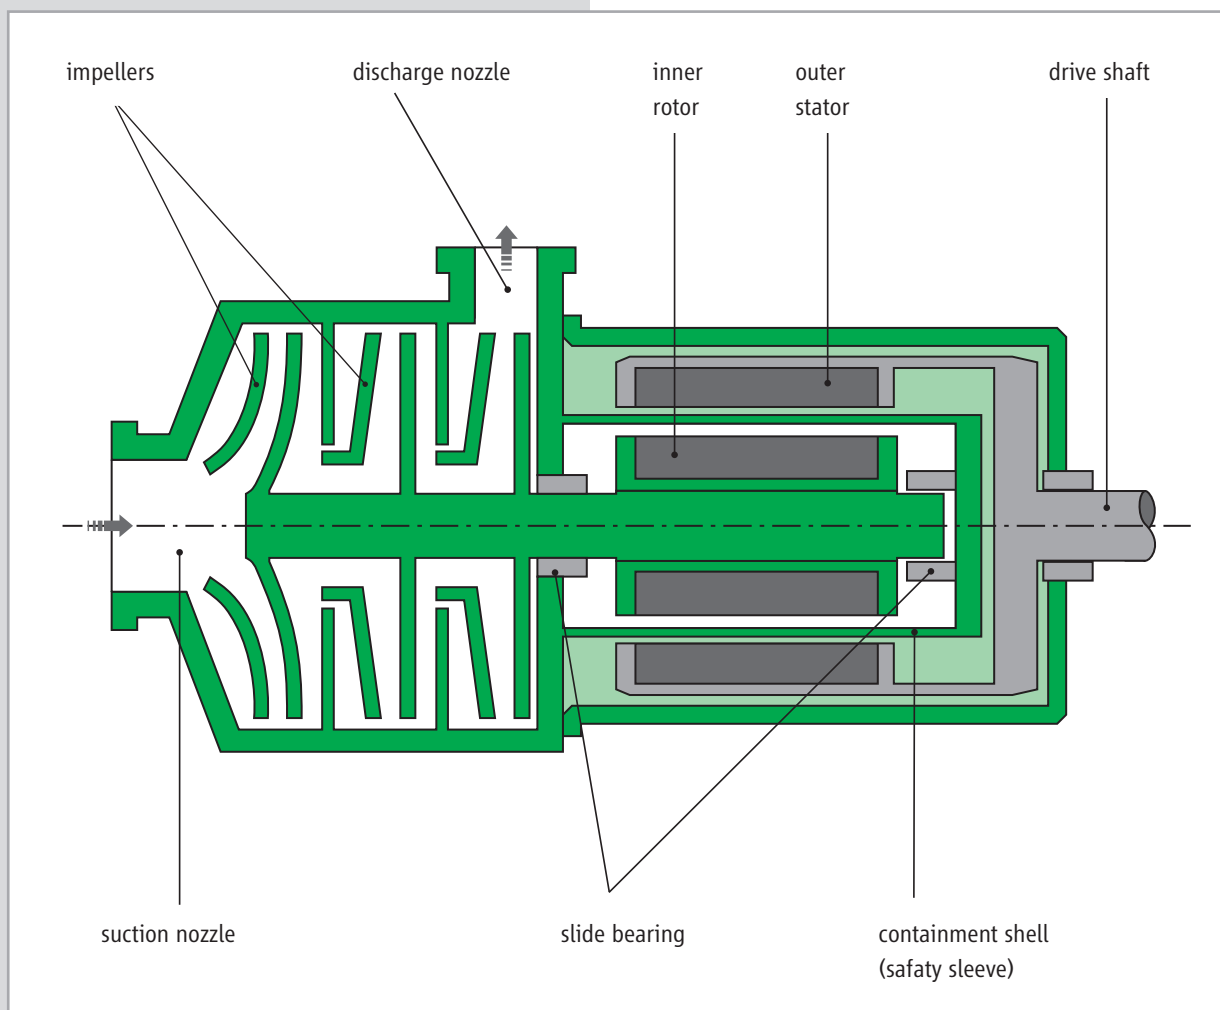 impellers
discharge nozzle
inner
rotor
outer
stator
drive shaft
suction nozzle
slide bearing
containment shell
(safaty sleeve)